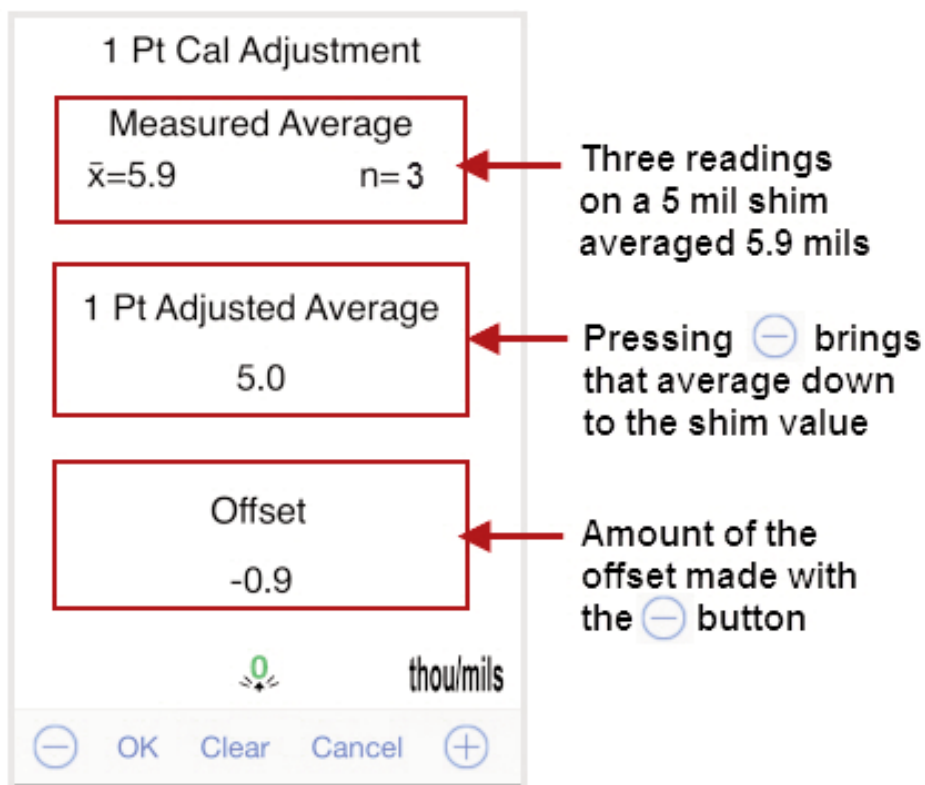 1 Pt Cal Adjustment
Measured Average
x̄=5.9 n= 3
Three readings
on a 5 mil shim
averaged 5.9 mils
1 Pt Adjusted Average
5.0
Pressing ⊖ brings
that average down
to the shim value
Offset
-0.9
Amount of the
offset made with
the ⊖ button
0 thou/mils
⊖ OK Clear Cancel ⊕